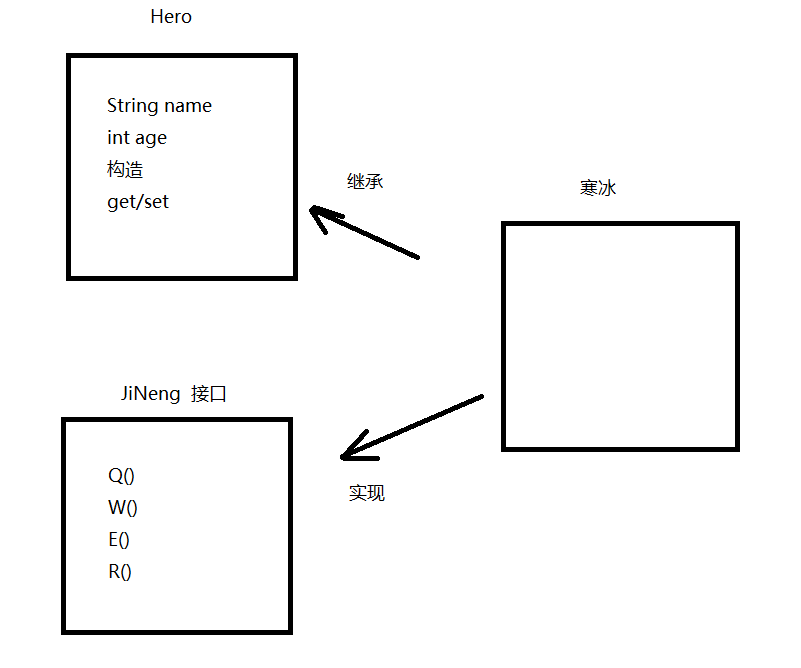 Hero
String name
int age
构造
get/set
继承
寒冰
JiNeng 接口
Q()
W()
E()
R()
实现